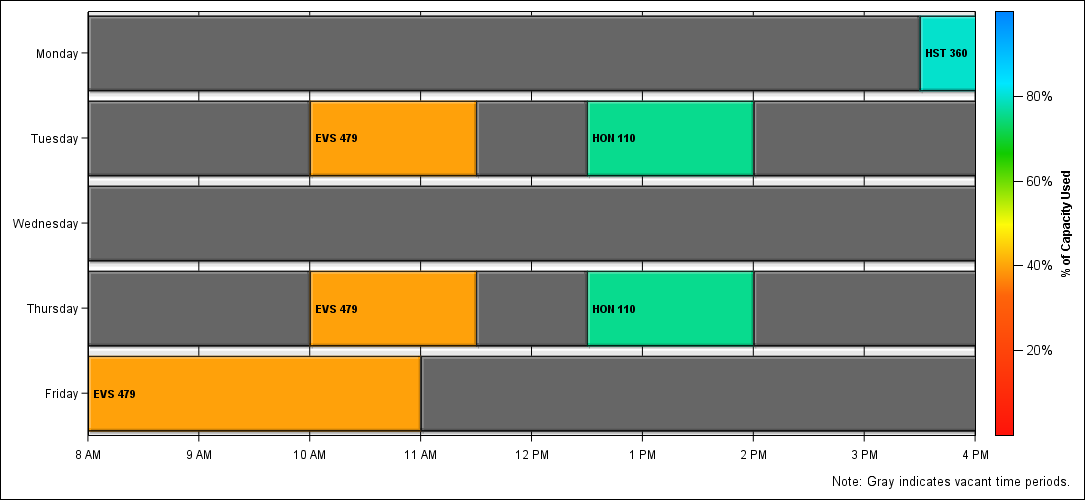 Monday
HST 360
Tuesday
EVS 479
HON 110
Wednesday
Thursday
EVS 479
HON 110
Friday
EVS 479
8 AM 9 AM 10 AM 11 AM 12 PM 1 PM 2 PM 3 PM 4 PM
80%
60%
40%
20%
% of Capacity Used
Note: Gray indicates vacant time periods.